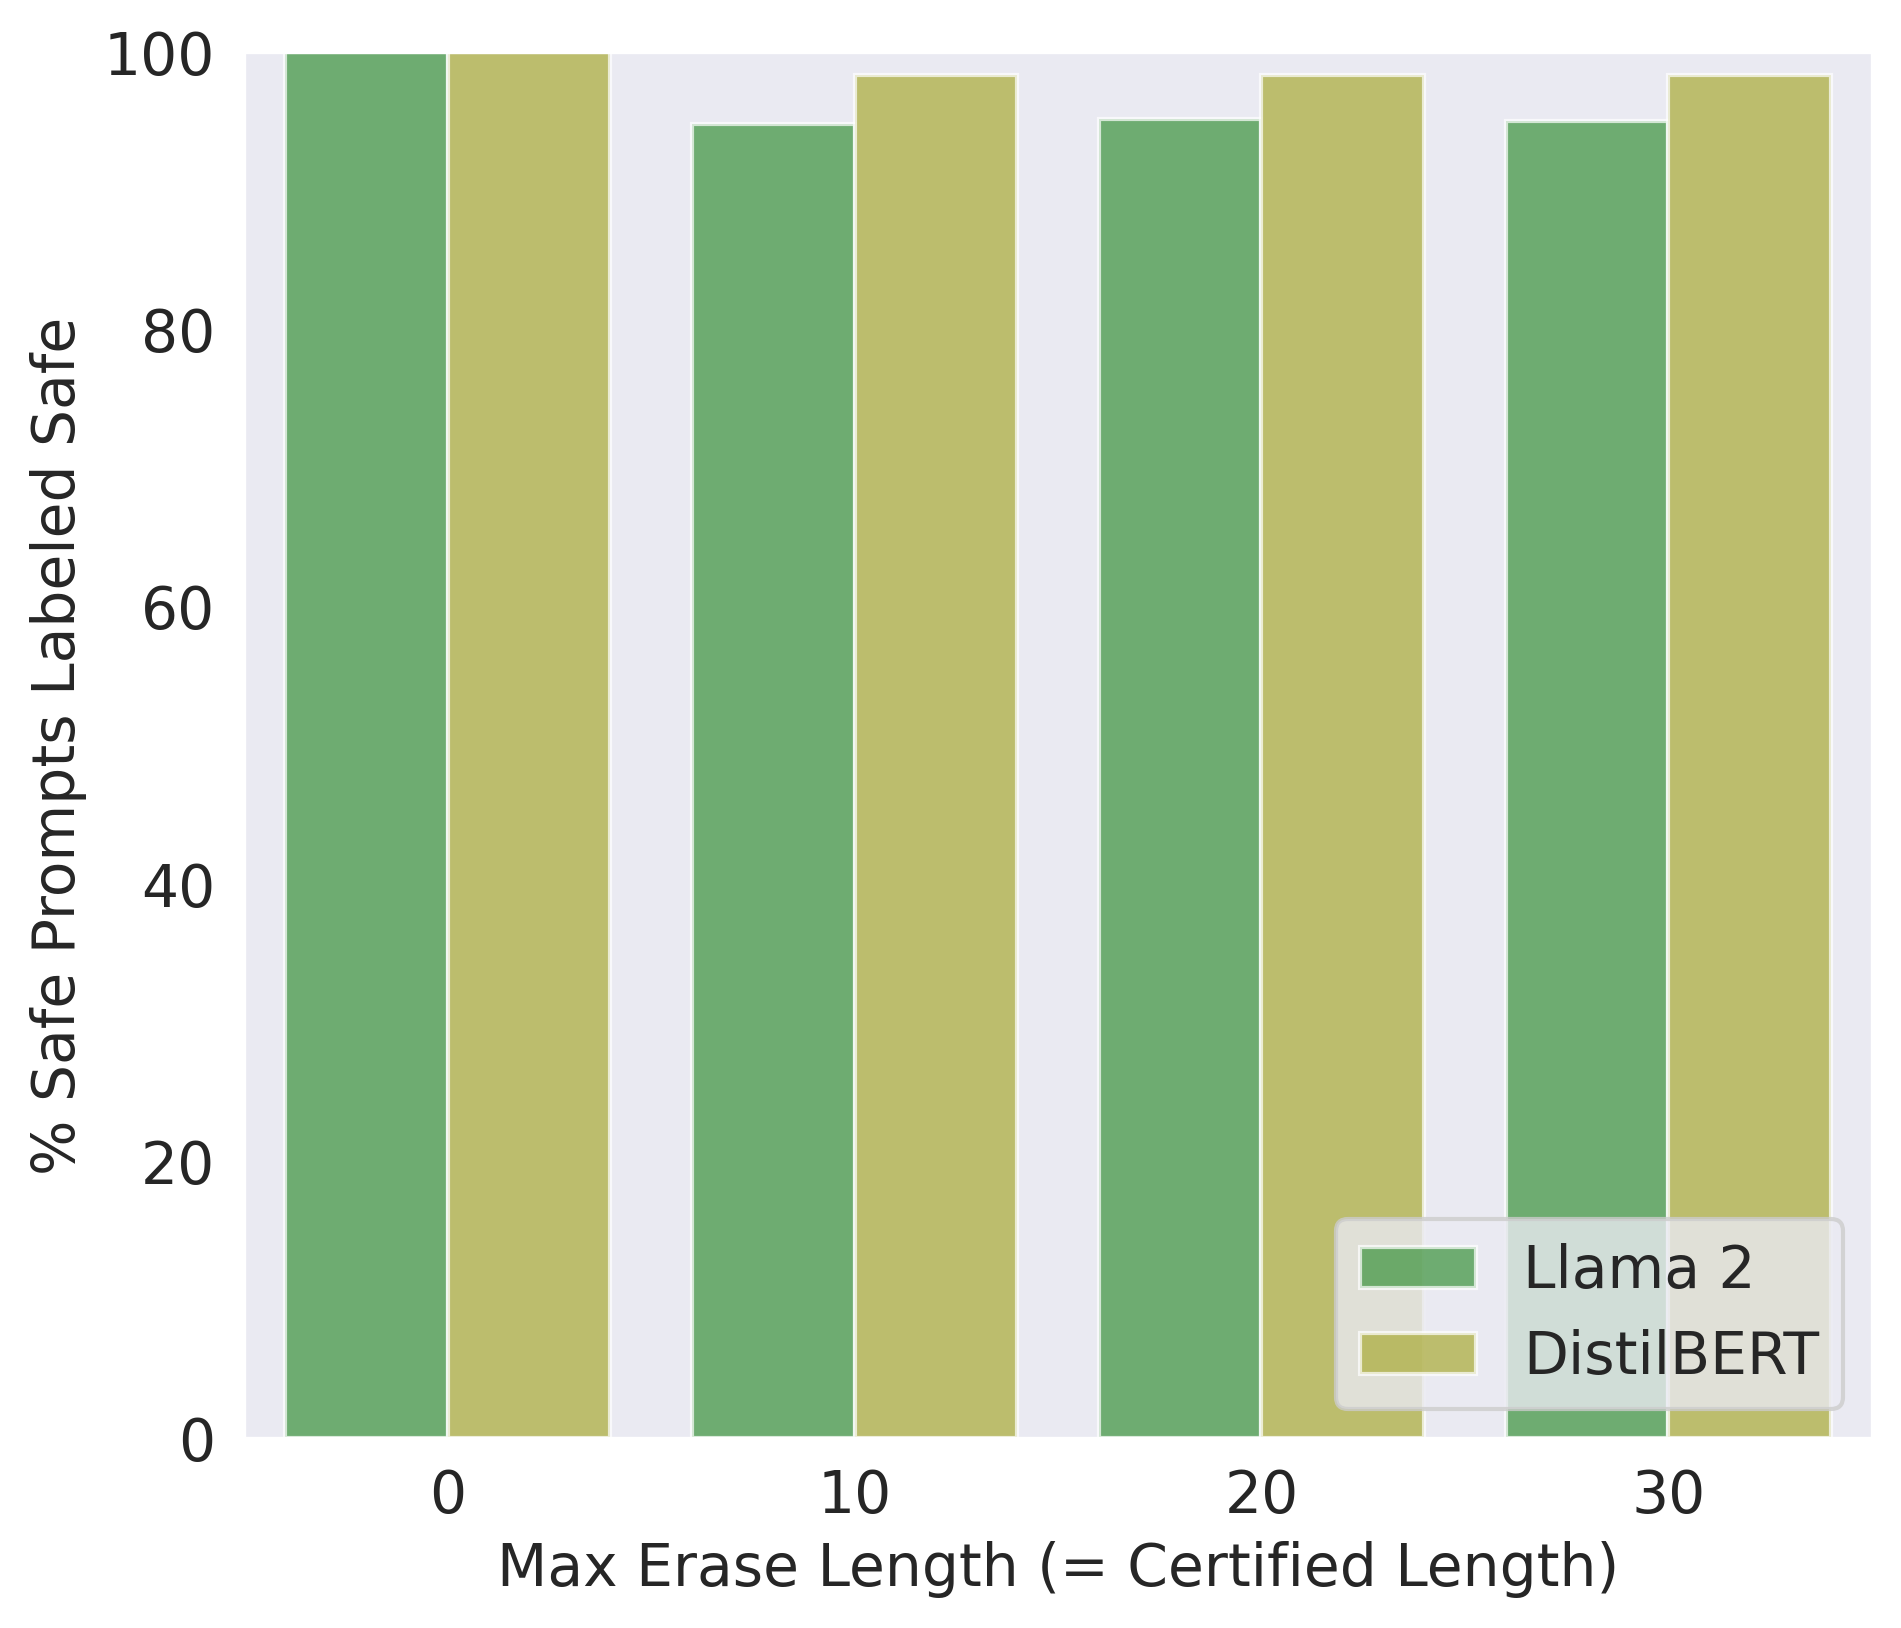 100
80
60
40
20
0
% Safe Prompts Labeled Safe
Llama 2
DistilBERT
0 10 20 30
Max Erase Length (= Certified Length)